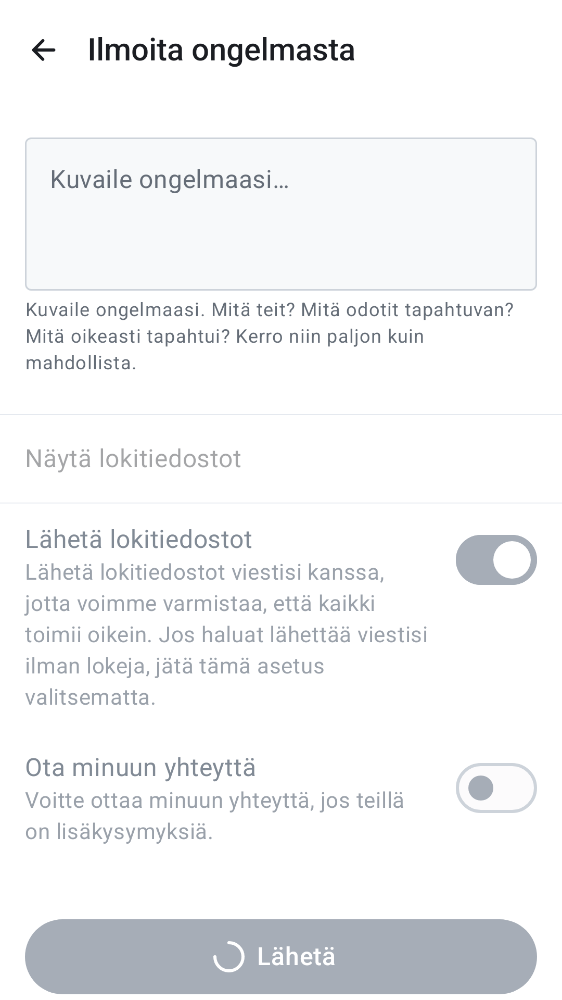 Ilmoita ongelmasta
Kuvaile ongelmaasi…
Kuvaile ongelmaasi. Mitä teit? Mitä odotit tapahtuvan?
Mitä oikeasti tapahtui? Kerro niin paljon kuin
mahdollista.
Näytä lokitiedostot
Lähetä lokitiedostot
Lähetä lokitiedostot viestisi kanssa,
jotta voimme varmistaa, että kaikki
toimii oikein. Jos haluat lähettää viestisi
ilman lokeja, jätä tämä asetus
valitsematta.
Ota minuun yhteyttä
Voitte ottaa minuun yhteyttä, jos teillä
on lisäkysymyksiä.
Lähetä